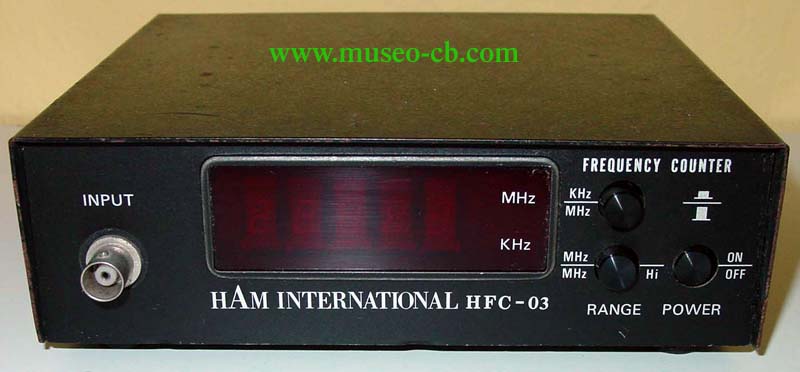 www.museo-cb.com
FREQUENCY COUNTER
INPUT
MHz
KHz
KHz
MHz
MHz
MHz
Hi
ON
OFF
RANGE
POWER
HAM INTERNATIONAL HFC-03